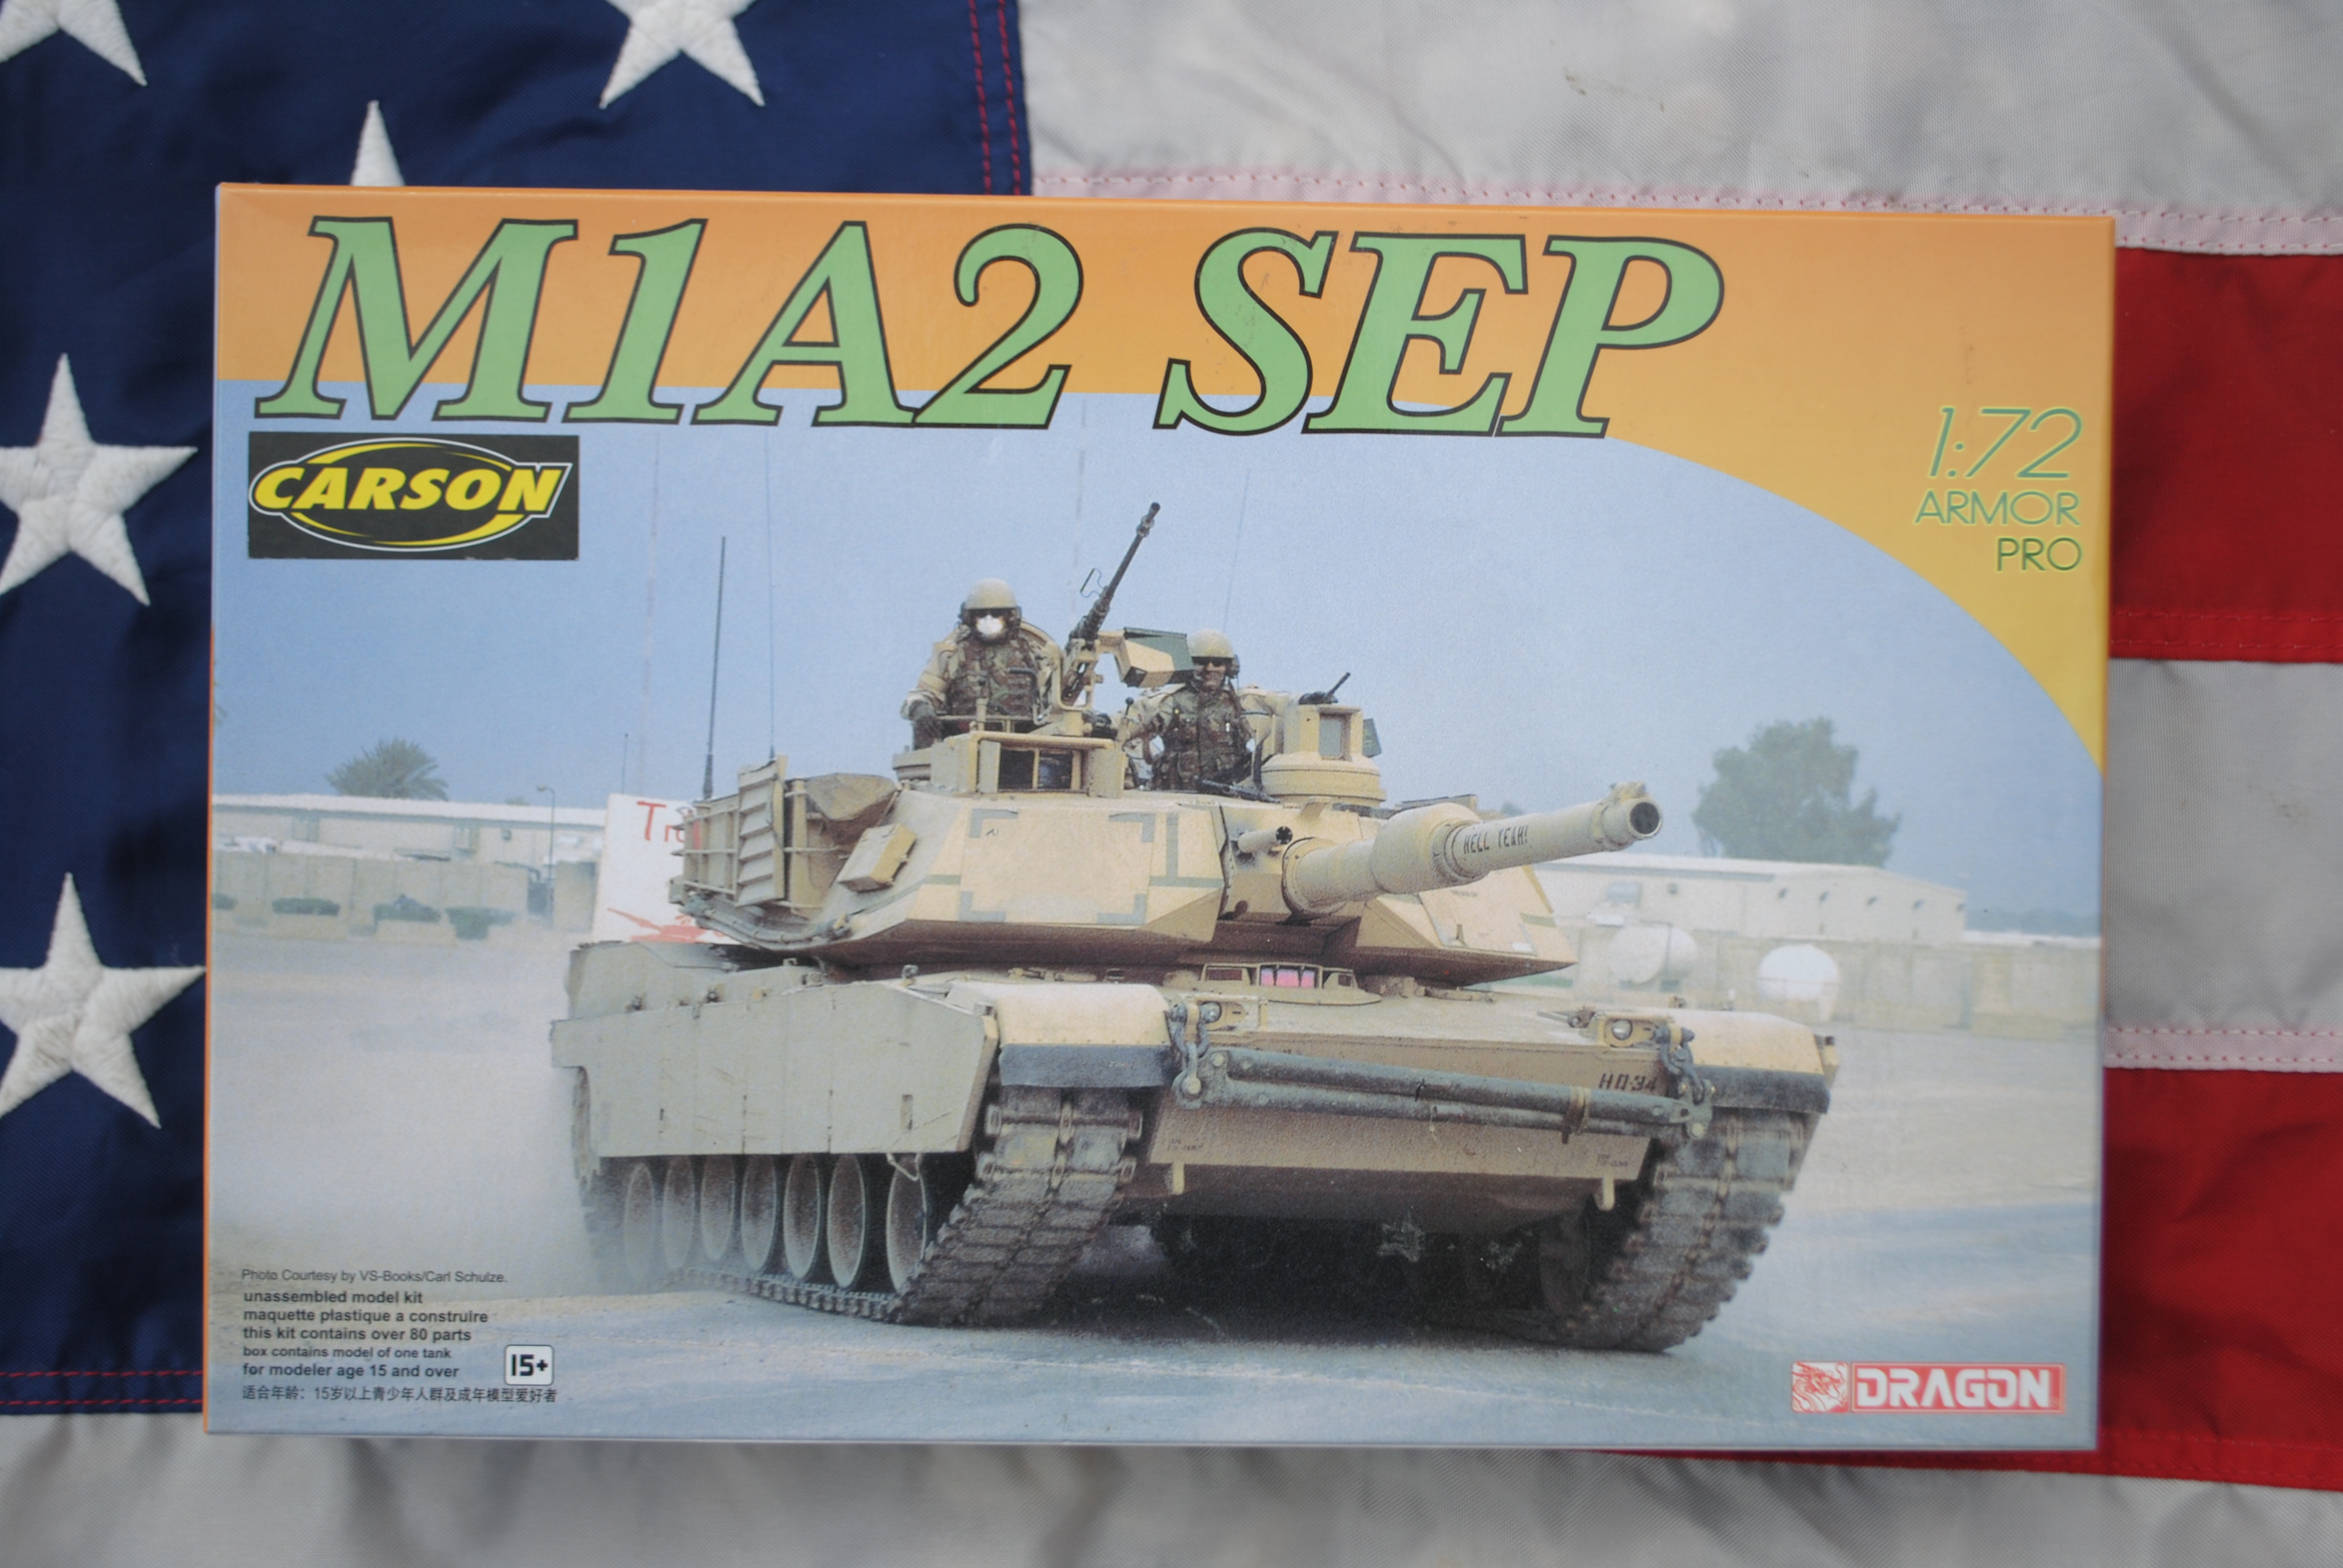 M1A2 SEP
CARSON
1:72
ARMOR
PRO
HELL YEAH!
HQ-34
Photo Courtesy by VS-Books/Carl Schulze.
unassembled model kit
maquette plastique a construire
this kit contains over 80 parts
box contains model of one tank
for modeler age 15 and over
15+
适合年龄：15岁以上青少年人群及成年模型爱好者
DRAGON